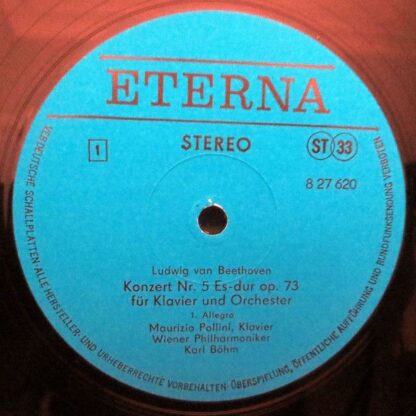 ETERNA
1
STEREO
ST 33
8 27 620
Ludwig van Beethoven
Konzert Nr. 5 Es-dur op. 73
für Klavier und Orchester
1. Allegro
Maurizio Pollini, Klavier
Wiener Philharmoniker
Karl Böhm
VEB DEUTSCHE SCHALLPLATTEN · ALLE HERSTELLER- UND URHEBERRECHTE VORBEHALTEN · ÜBERSPIELUNG, ÖFFENTLICHE AUFFÜHRUNG UND RUNDFUNKSENDUNG VERBOTEN